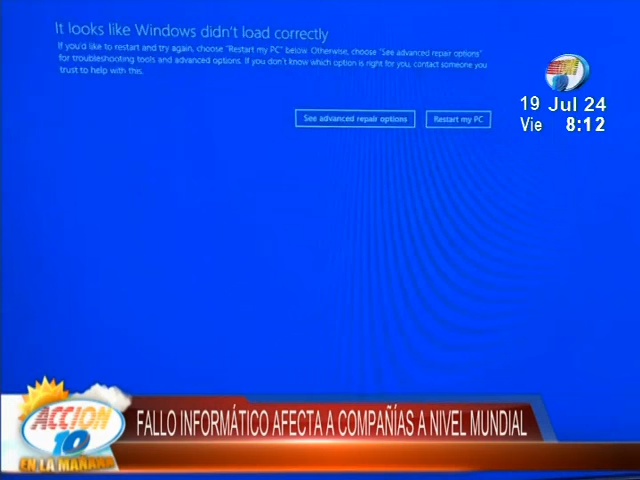 It looks like Windows didn't load correctly
If you'd like to restart and try again, choose "Restart my PC" below. Otherwise, choose "See advanced repair options"
for troubleshooting tools and advanced options. If you don't know which option is right for you, contact someone you
trust to help with this.
See advanced repair options
Restart my PC
19 Jul 24
Vie 8:12
ACCION
10
EN LA MAÑANA
FALLO INFORMÁTICO AFECTA A COMPAÑÍAS A NIVEL MUNDIAL